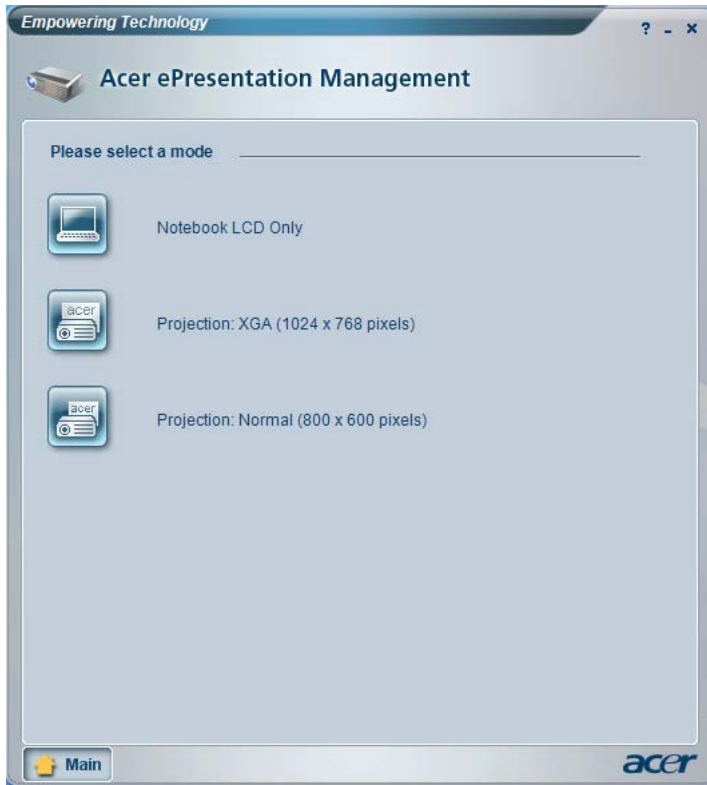 Empowering Technology
? - ×
Acer ePresentation Management
Please select a mode
Notebook LCD Only
acer
Projection: XGA (1024 x 768 pixels)
acer
Projection: Normal (800 x 600 pixels)
Main
acer